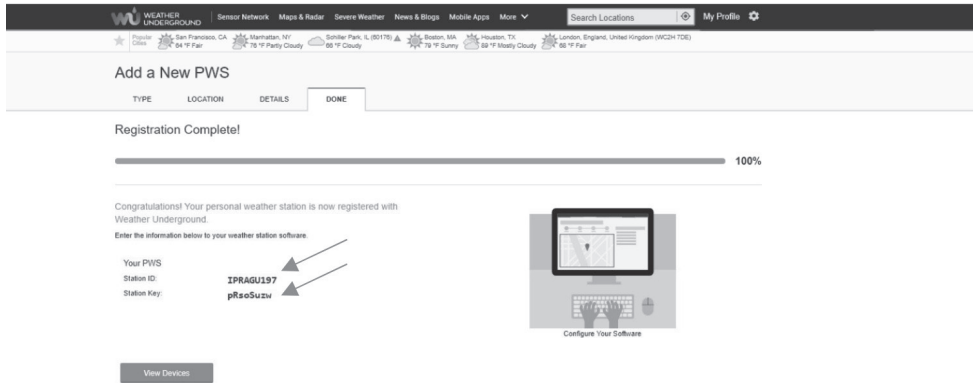 WEATHER UNDERGROUND Sensor Network Maps & Radar Severe Weather News & Blogs Mobile Apps More Search Locations My Profile
Popular Cities San Francisco, CA 64 °F Fair Manhattan, NY 76 °F Partly Cloudy Schiller Park, IL (60176) 66 °F Cloudy Boston, MA 79 °F Sunny Houston, TX 69 °F Mostly Cloudy London, England, United Kingdom (WC2H 7DE) 66 °F Fair
Add a New PWS
TYPE LOCATION DETAILS DONE
Registration Complete!
100%
Congratulations! Your personal weather station is now registered with
Weather Underground.
Enter the information below to your weather station software.
Your PWS
Station ID: IPRAGU197
Station Key: pRsoSuzw
Configure Your Software
View Devices